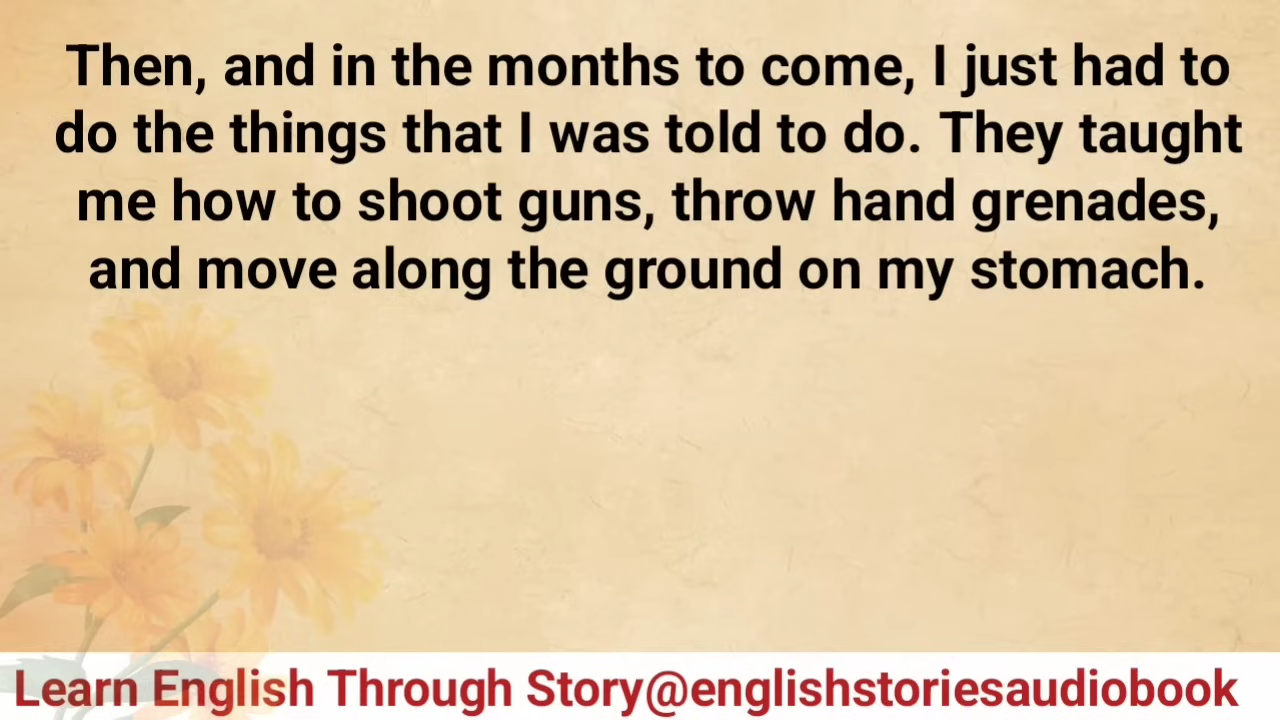 Then, and in the months to come, I just had to
do the things that I was told to do. They taught
me how to shoot guns, throw hand grenades,
and move along the ground on my stomach.
Learn English Through Story@englishstoriesaudiobook